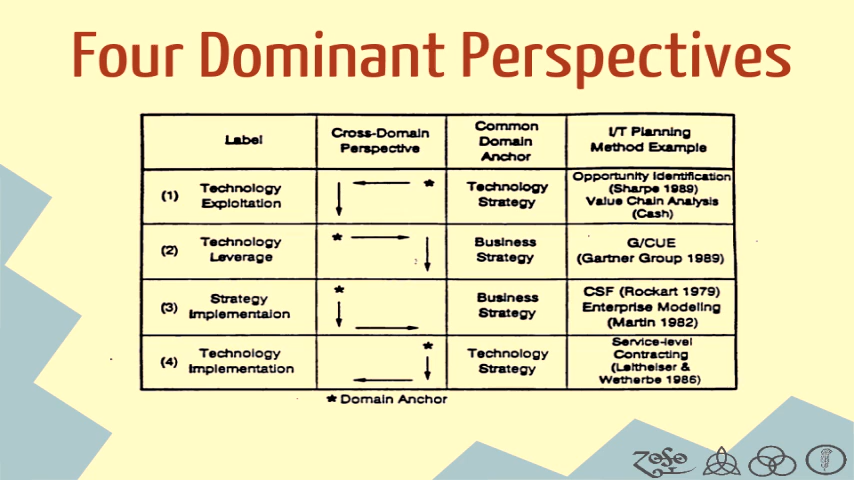 Four Dominant Perspectives
Label
Cross-Domain
Perspective
Common
Domain
Anchor
I/T Planning
Method Example
(1) Technology
Exploitation
Technology
Strategy
Opportunity Identification
(Sharpe 1989)
Value Chain Analysis
(Cash)
(2) Technology
Leverage
Business
Strategy
G/CUE
(Gartner Group 1989)
(3) Strategy
Implementaion
Business
Strategy
CSF (Rockart 1979)
Enterprise Modeling
(Martin 1982)
(4) Technology
Implementation
Technology
Strategy
Service-level
Contracting
(Leitheiser &
Wetherbe 1986)
* Domain Anchor
ZoSo